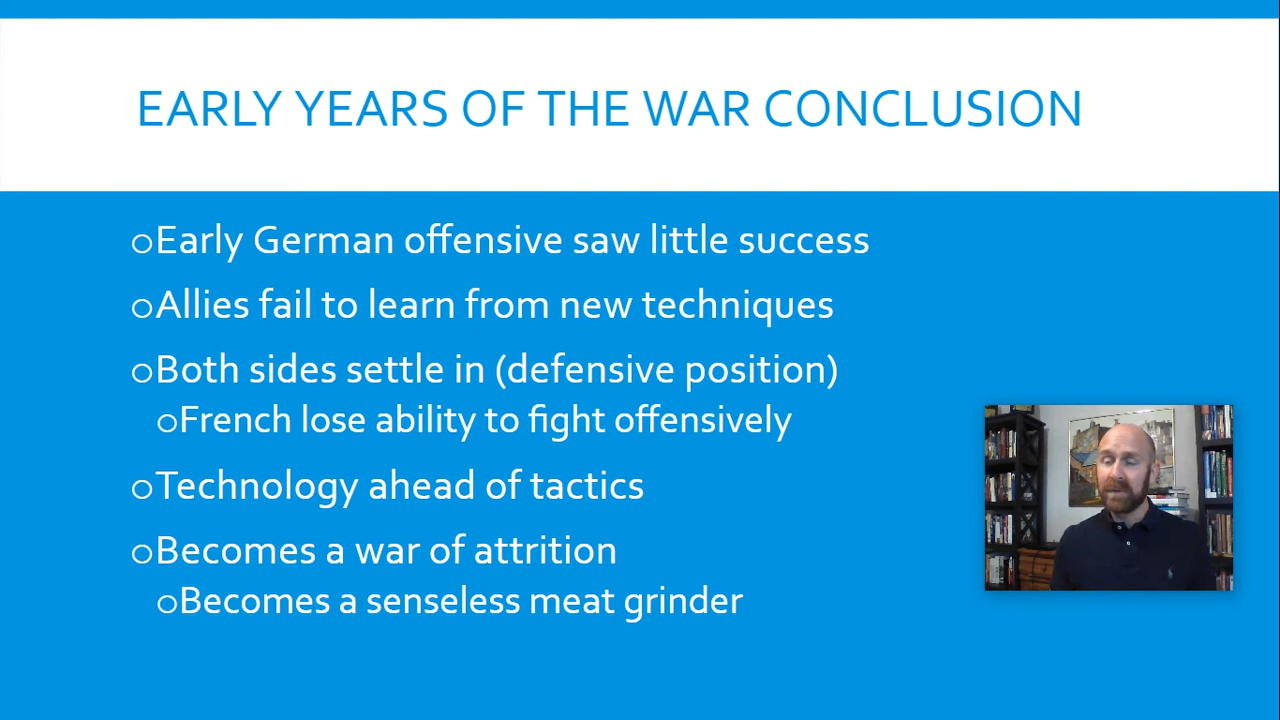 EARLY YEARS OF THE WAR CONCLUSION
oEarly German offensive saw little success
oAllies fail to learn from new techniques
oBoth sides settle in (defensive position)
oFrench lose ability to fight offensively
oTechnology ahead of tactics
oBecomes a war of attrition
oBecomes a senseless meat grinder